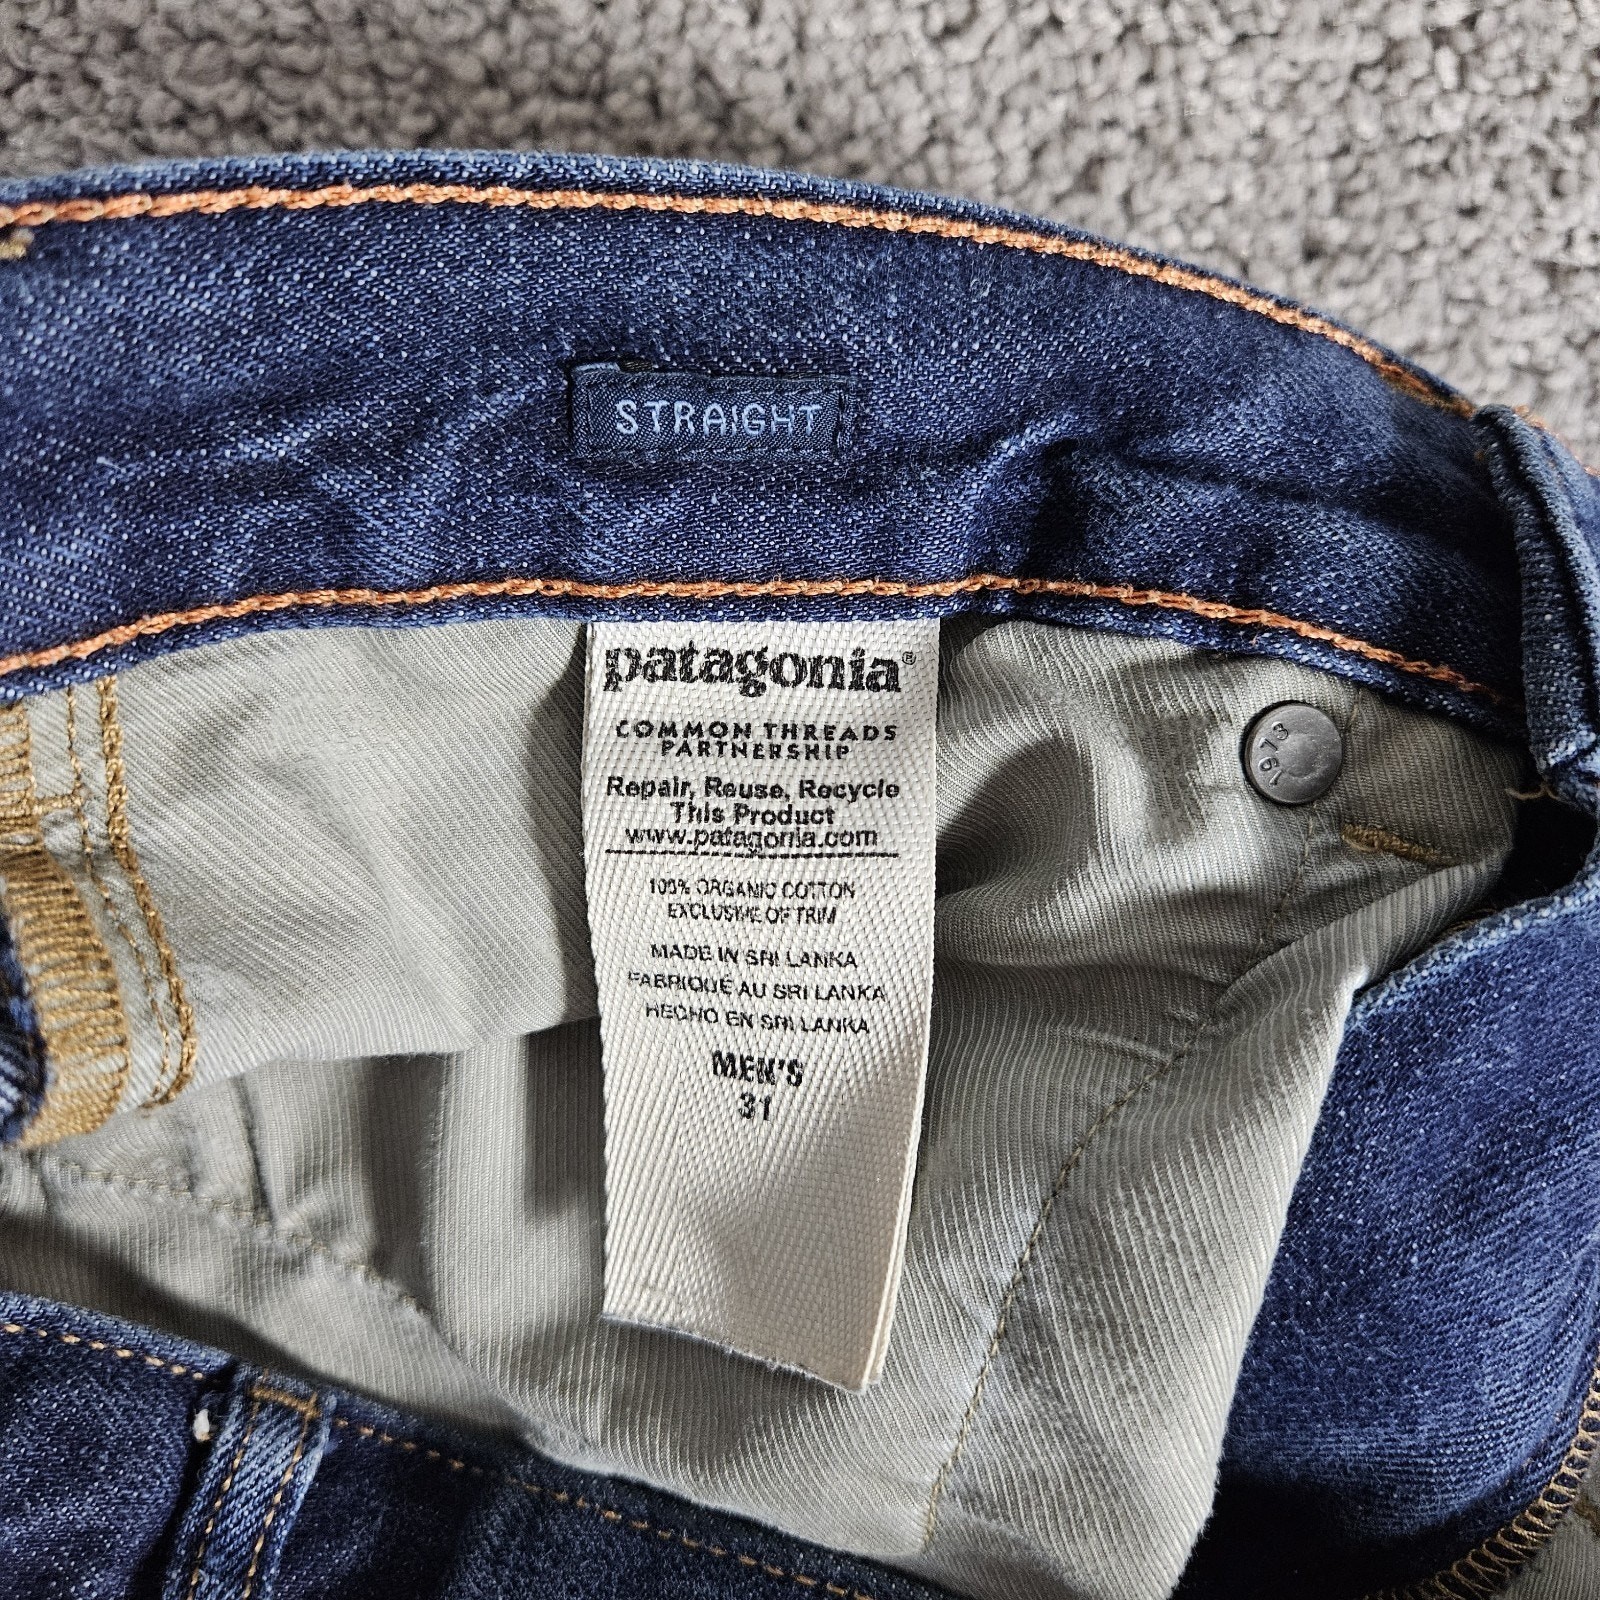 STRAIGHT
patagonia®
COMMON THREADS
PARTNERSHIP
Repair, Reuse, Recycle
This Product
www.patagonia.com
100% ORGANIC COTTON
EXCLUSIVE OF TRIM
MADE IN SRI LANKA
FABRIQUÉ AU SRI LANKA
HECHO EN SRI LANKA
MEN'S
31
1973